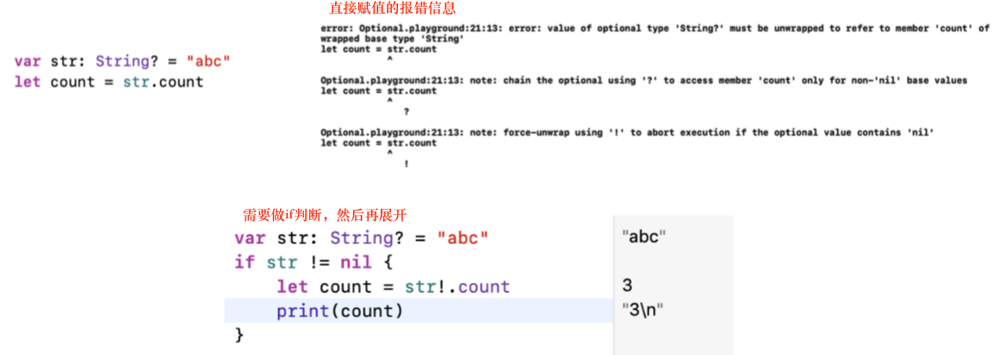 直接赋值的报错信息
error: Optional.playground:21:13: error: value of optional type 'String?' must be unwrapped to refer to member 'count' of
wrapped base type 'String'
let count = str.count
^
Optional.playground:21:13: note: chain the optional using '?' to access member 'count' only for non-'nil' base values
let count = str.count
^
?
Optional.playground:21:13: note: force-unwrap using '!' to abort execution if the optional value contains 'nil'
let count = str.count
^
!
var str: String? = "abc"
let count = str.count
需要做if判断，然后再展开
var str: String? = "abc"
if str != nil {
let count = str!.count
print(count)
}
"abc"
3
"3\n"